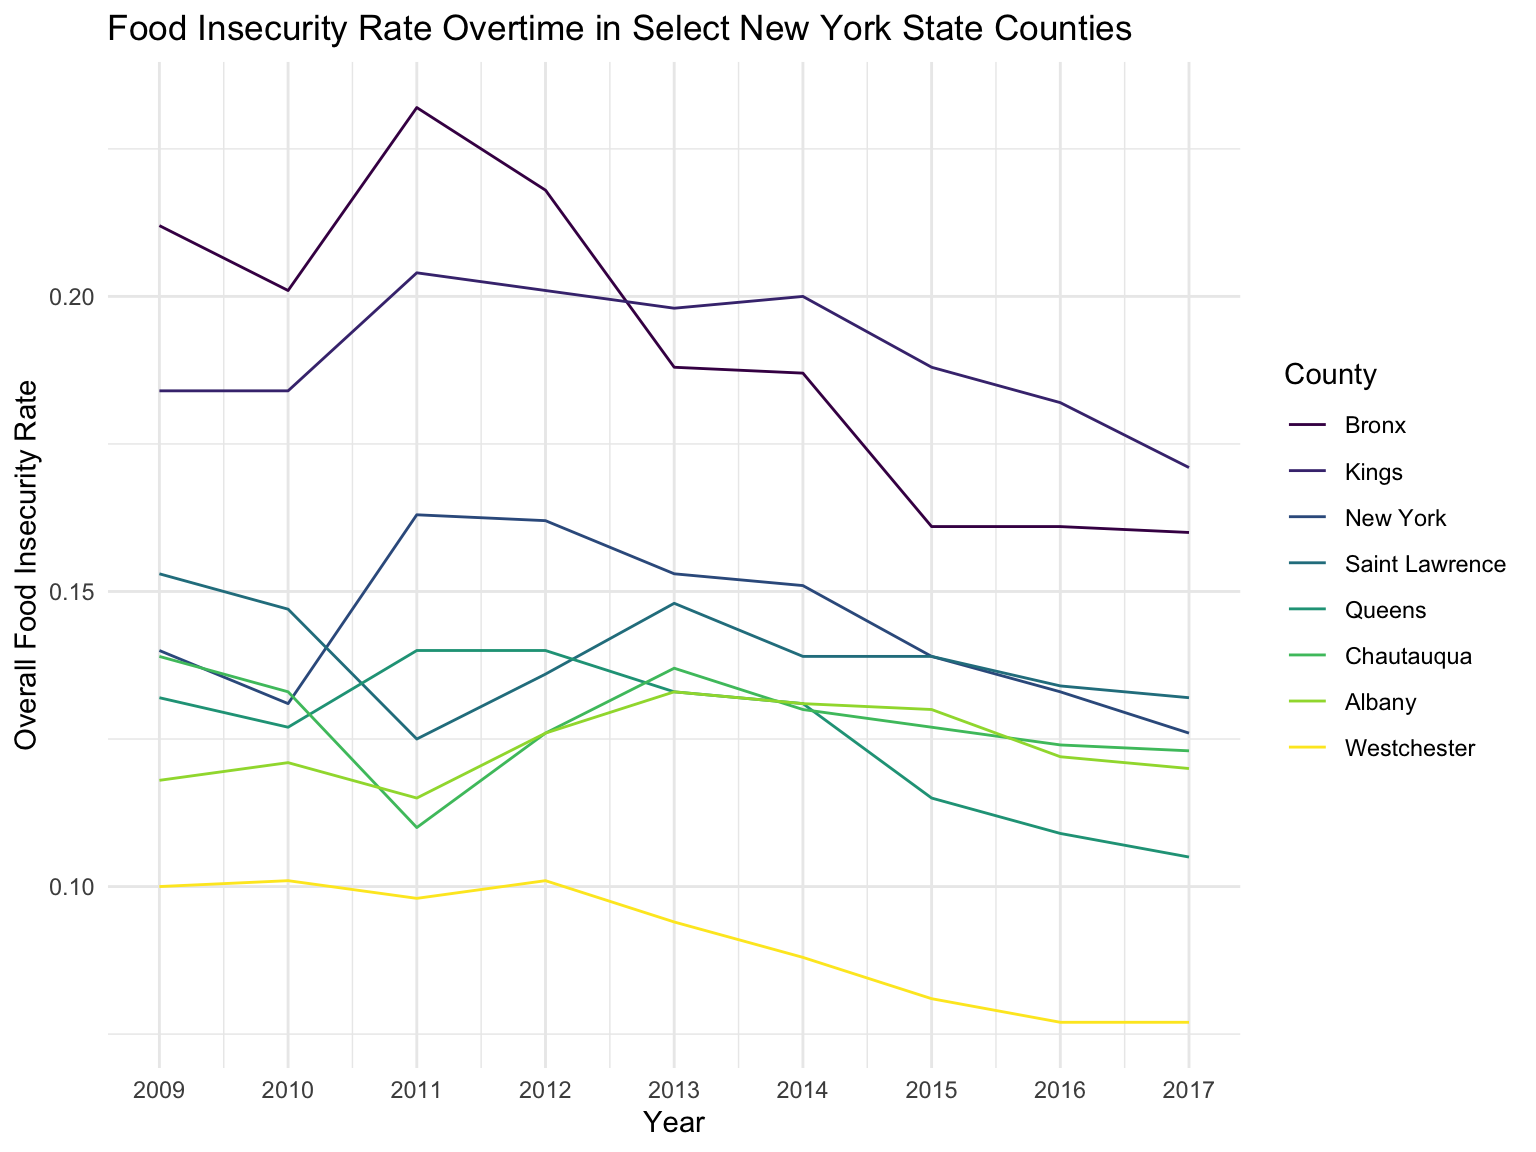 Food Insecurity Rate Overtime in Select New York State Counties
Overall Food Insecurity Rate
0.20
0.15
0.10
2009 2010 2011 2012 2013 2014 2015 2016 2017
Year
County
Bronx
Kings
New York
Saint Lawrence
Queens
Chautauqua
Albany
Westchester